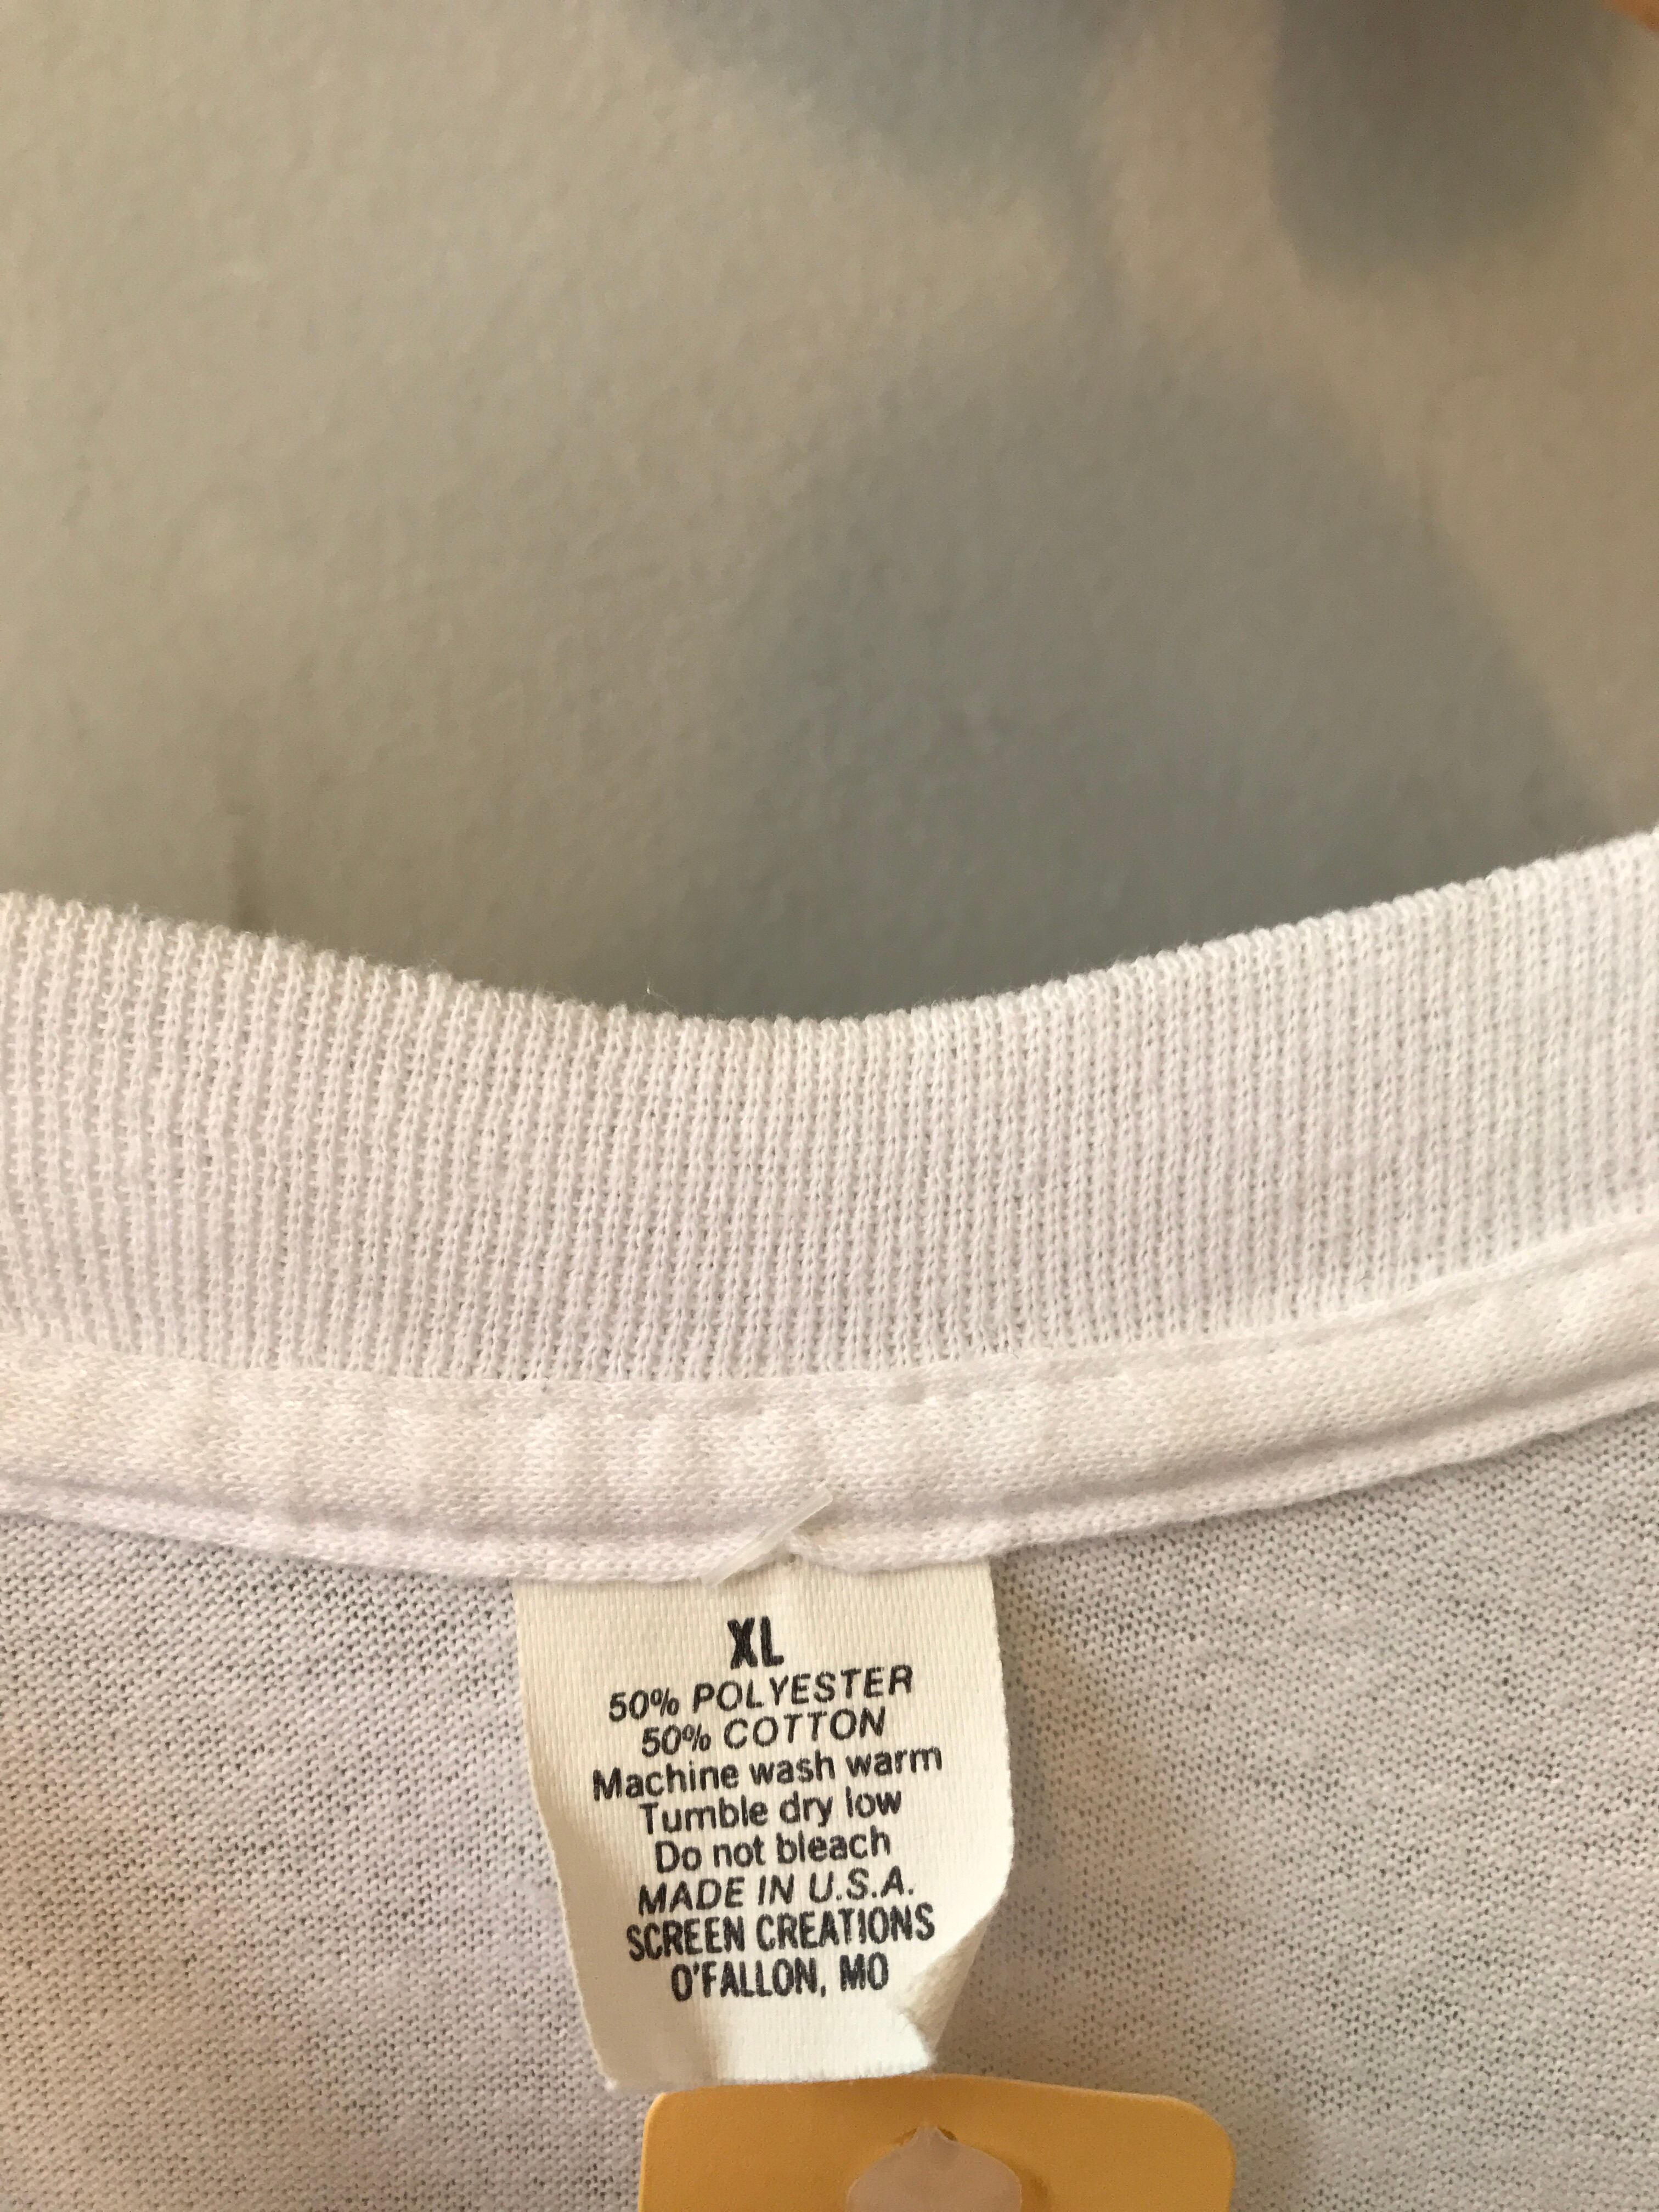 XL
50% POLYESTER
50% COTTON
Machine wash warm
Tumble dry low
Do not bleach
MADE IN U.S.A.
SCREEN CREATIONS
O'FALLON, MO